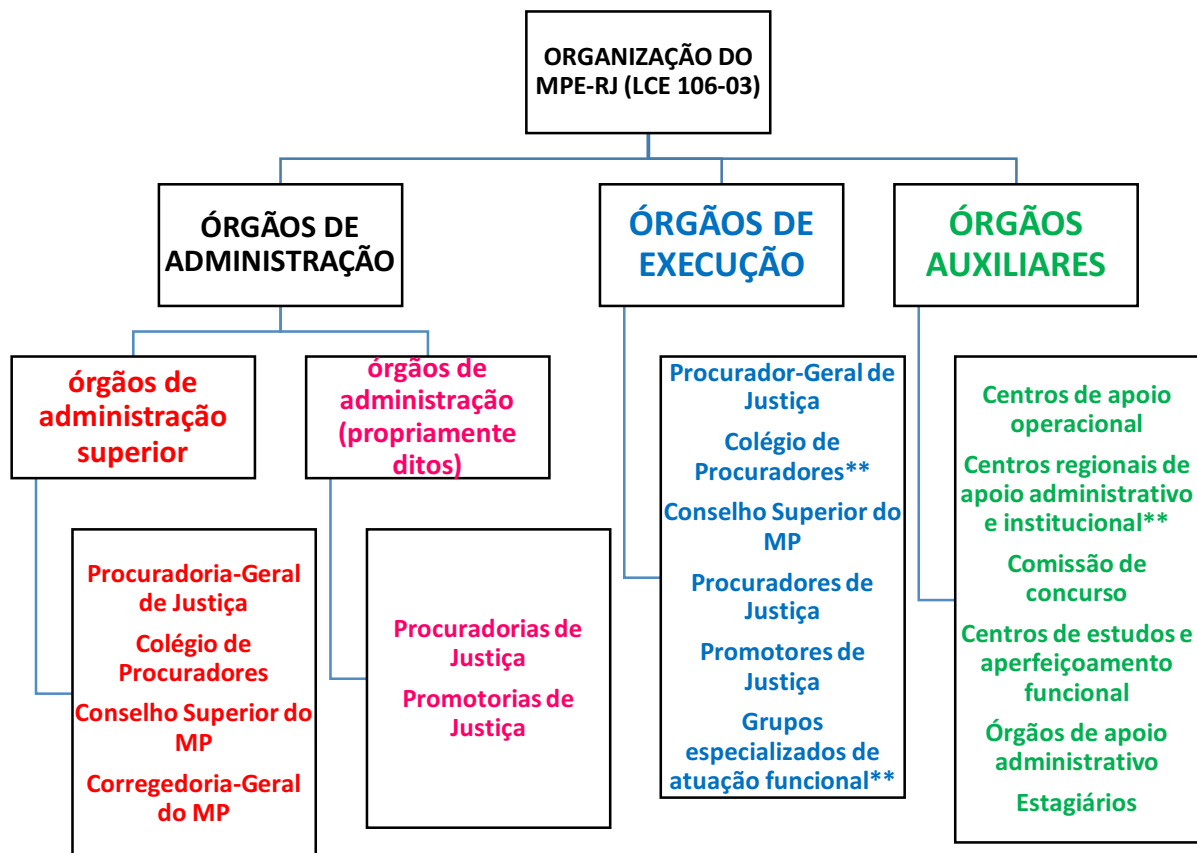 ORGANIZAÇÃO DO
MPE-RJ (LCE 106-03)
ÓRGÃOS DE
ADMINISTRAÇÃO
ÓRGÃOS DE
EXECUÇÃO
ÓRGÃOS
AUXILIARES
órgãos de
administração
superior
órgãos de
administração
(propriamente
ditos)
Procuradoria-Geral
de Justiça
Colégio de
Procuradores
Conselho Superior do
MP
Corregedoria-Geral
do MP
Procuradorias de
Justiça
Promotorias de
Justiça
Procurador-Geral de
Justiça
Colégio de
Procuradores**
Conselho Superior do
MP
Procuradores de
Justiça
Promotores de
Justiça
Grupos
especializados de
atuação funcional**
Centros de apoio
operacional
Centros regionais de
apoio administrativo
e institucional**
Comissão de
concurso
Centros de estudos e
aperfeiçoamento
funcional
Órgãos de apoio
administrativo
Estagiários